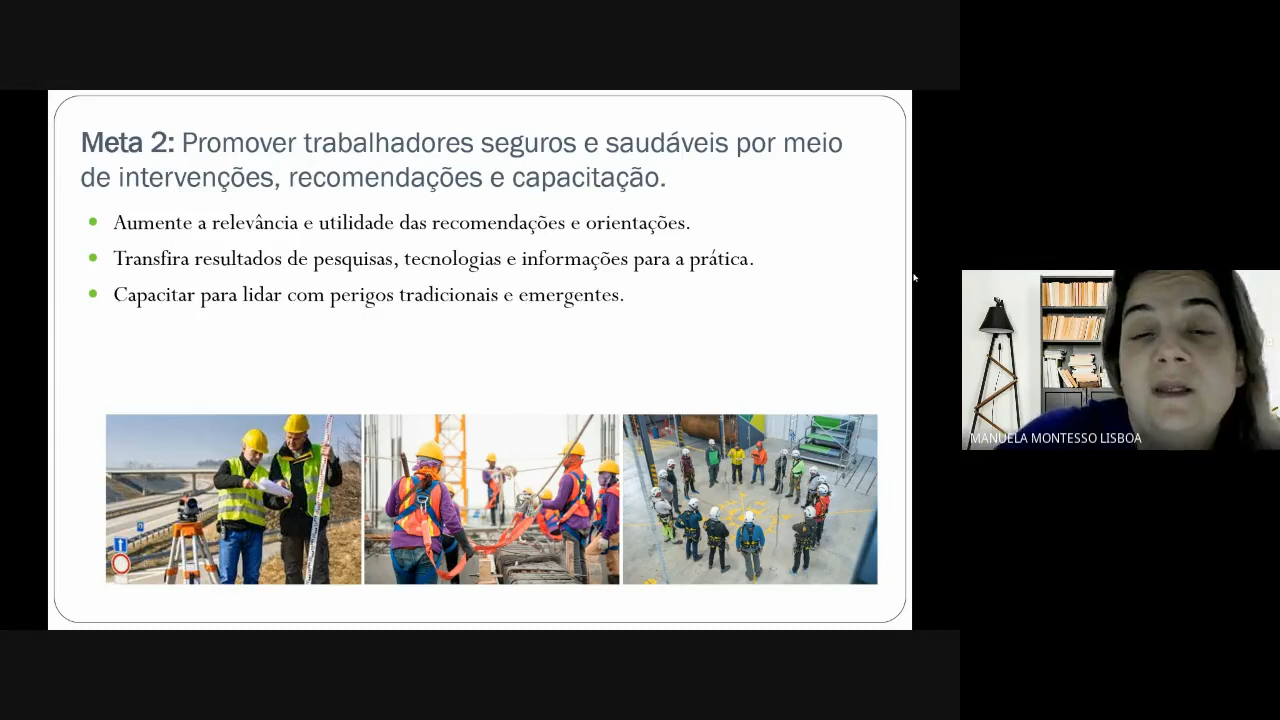 Meta 2: Promover trabalhadores seguros e saudáveis por meio
de intervenções, recomendações e capacitação.
Aumente a relevância e utilidade das recomendações e orientações.
Transfira resultados de pesquisas, tecnologias e informações para a prática.
Capacitar para lidar com perigos tradicionais e emergentes.
MANUELA MONTESSO LISBOA